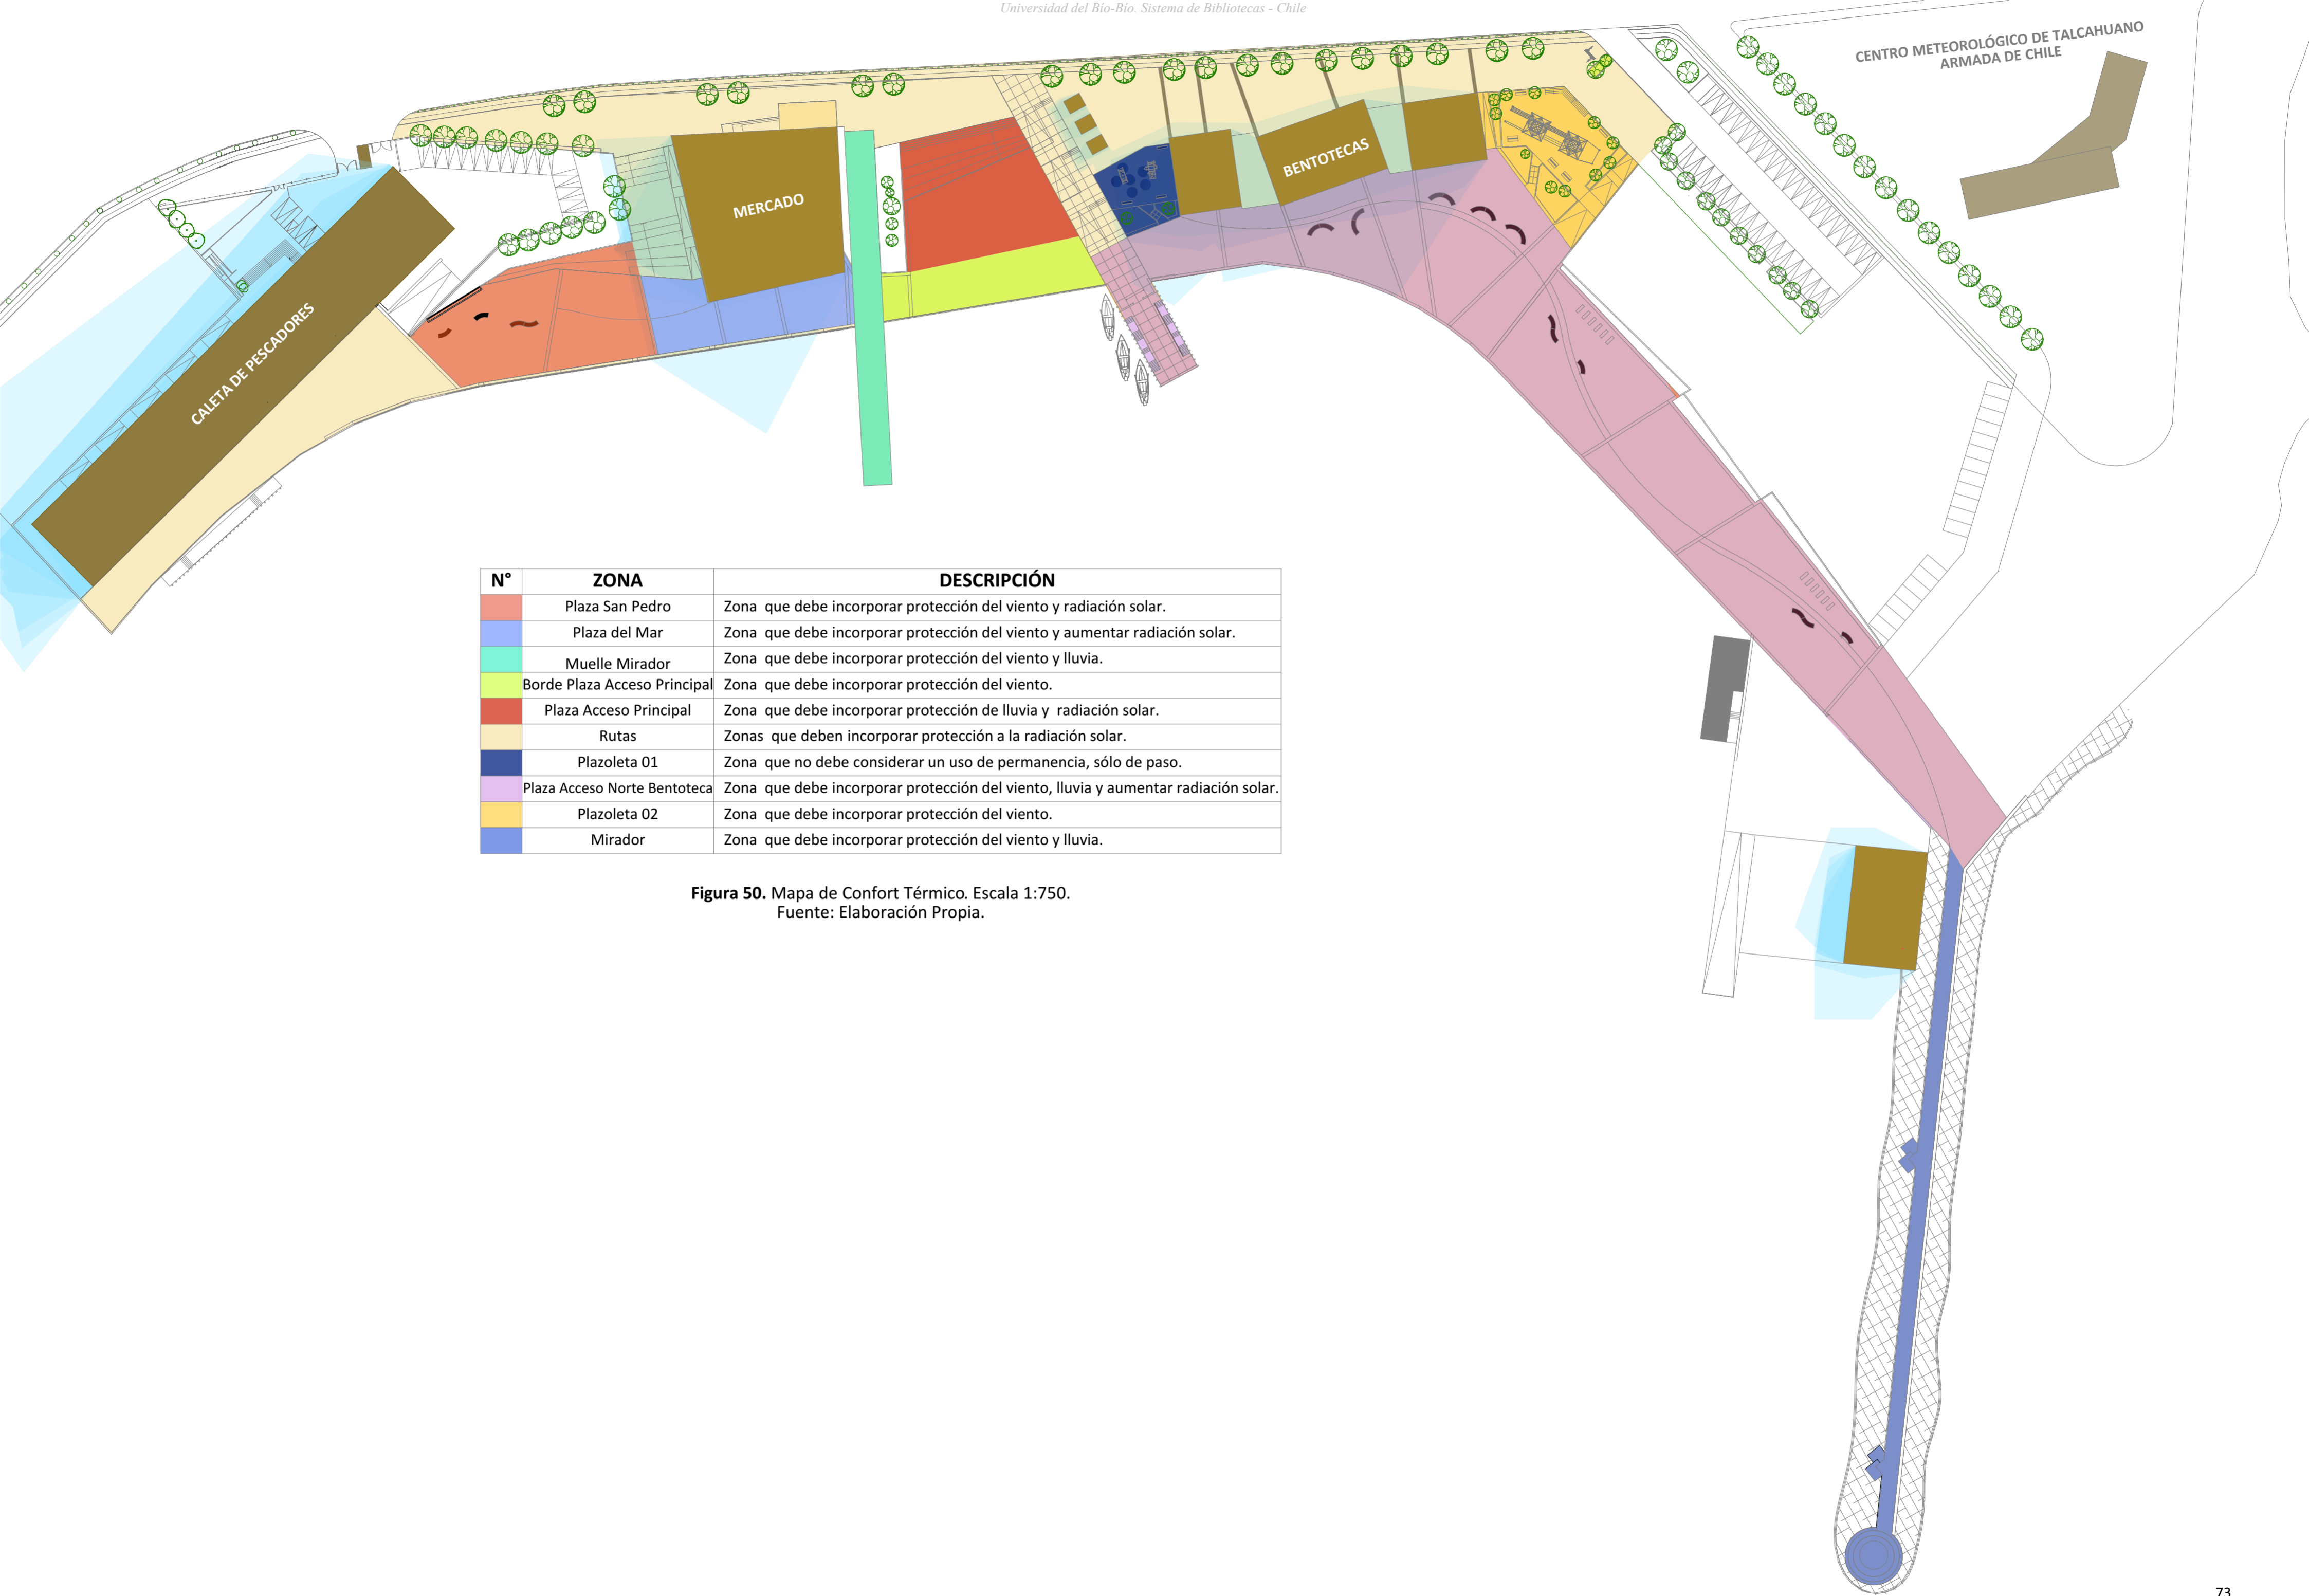 Universidad del Bío-Bío. Sistema de Bibliotecas - Chile
CENTRO METEOROLÓGICO DE TALCAHUANO
ARMADA DE CHILE
MERCADO
BENTOTECAS
CALETA DE PESCADORES
N° ZONA DESCRIPCIÓN
Plaza San Pedro Zona que debe incorporar protección del viento y radiación solar.
Plaza del Mar Zona que debe incorporar protección del viento y aumentar radiación solar.
Muelle Mirador Zona que debe incorporar protección del viento y lluvia.
Borde Plaza Acceso Principal Zona que debe incorporar protección del viento.
Plaza Acceso Principal Zona que debe incorporar protección de lluvia y radiación solar.
Rutas Zonas que deben incorporar protección a la radiación solar.
Plazoleta 01 Zona que no debe considerar un uso de permanencia, sólo de paso.
Plaza Acceso Norte Bentoteca Zona que debe incorporar protección del viento, lluvia y aumentar radiación solar.
Plazoleta 02 Zona que debe incorporar protección del viento.
Mirador Zona que debe incorporar protección del viento y lluvia.
Figura 50. Mapa de Confort Térmico. Escala 1:750.
Fuente: Elaboración Propia.
73